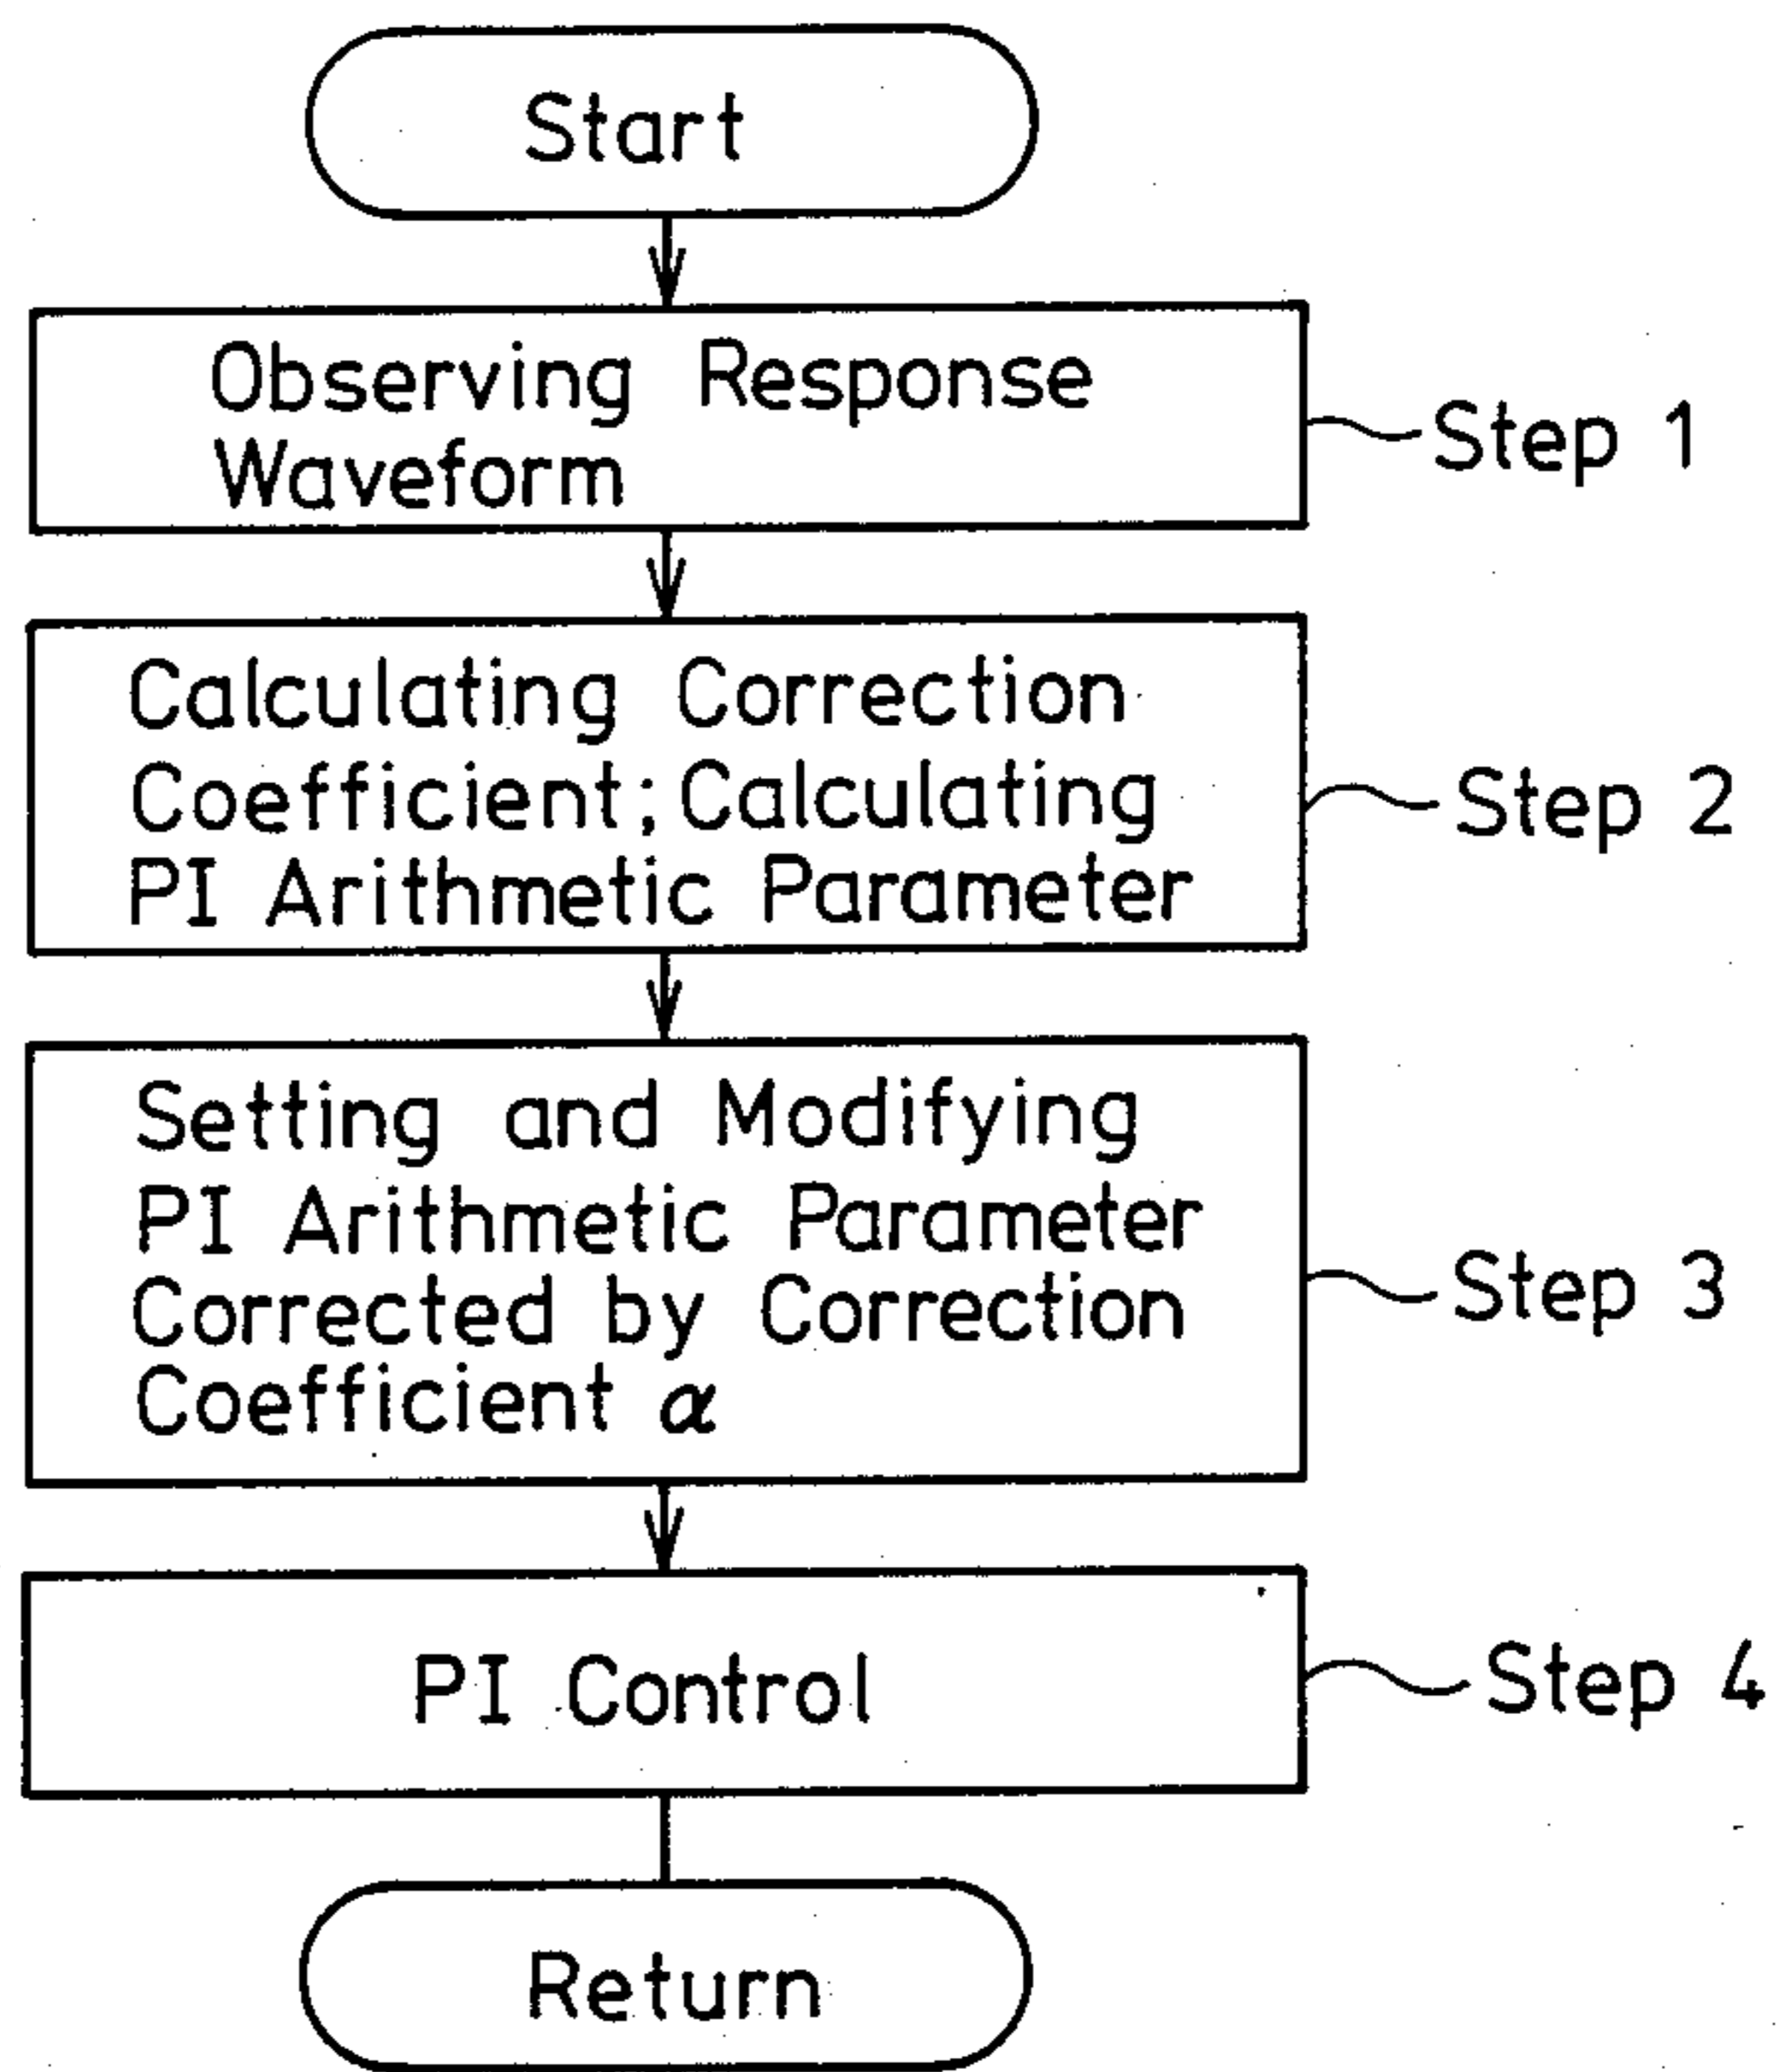 Start
Observing Response
Waveform
Step 1
Calculating Correction
Coefficient; Calculating
PI Arithmetic Parameter
Step 2
Setting and Modifying
PI Arithmetic Parameter
Corrected by Correction
Coefficient α
Step 3
PI Control
Step 4
Return